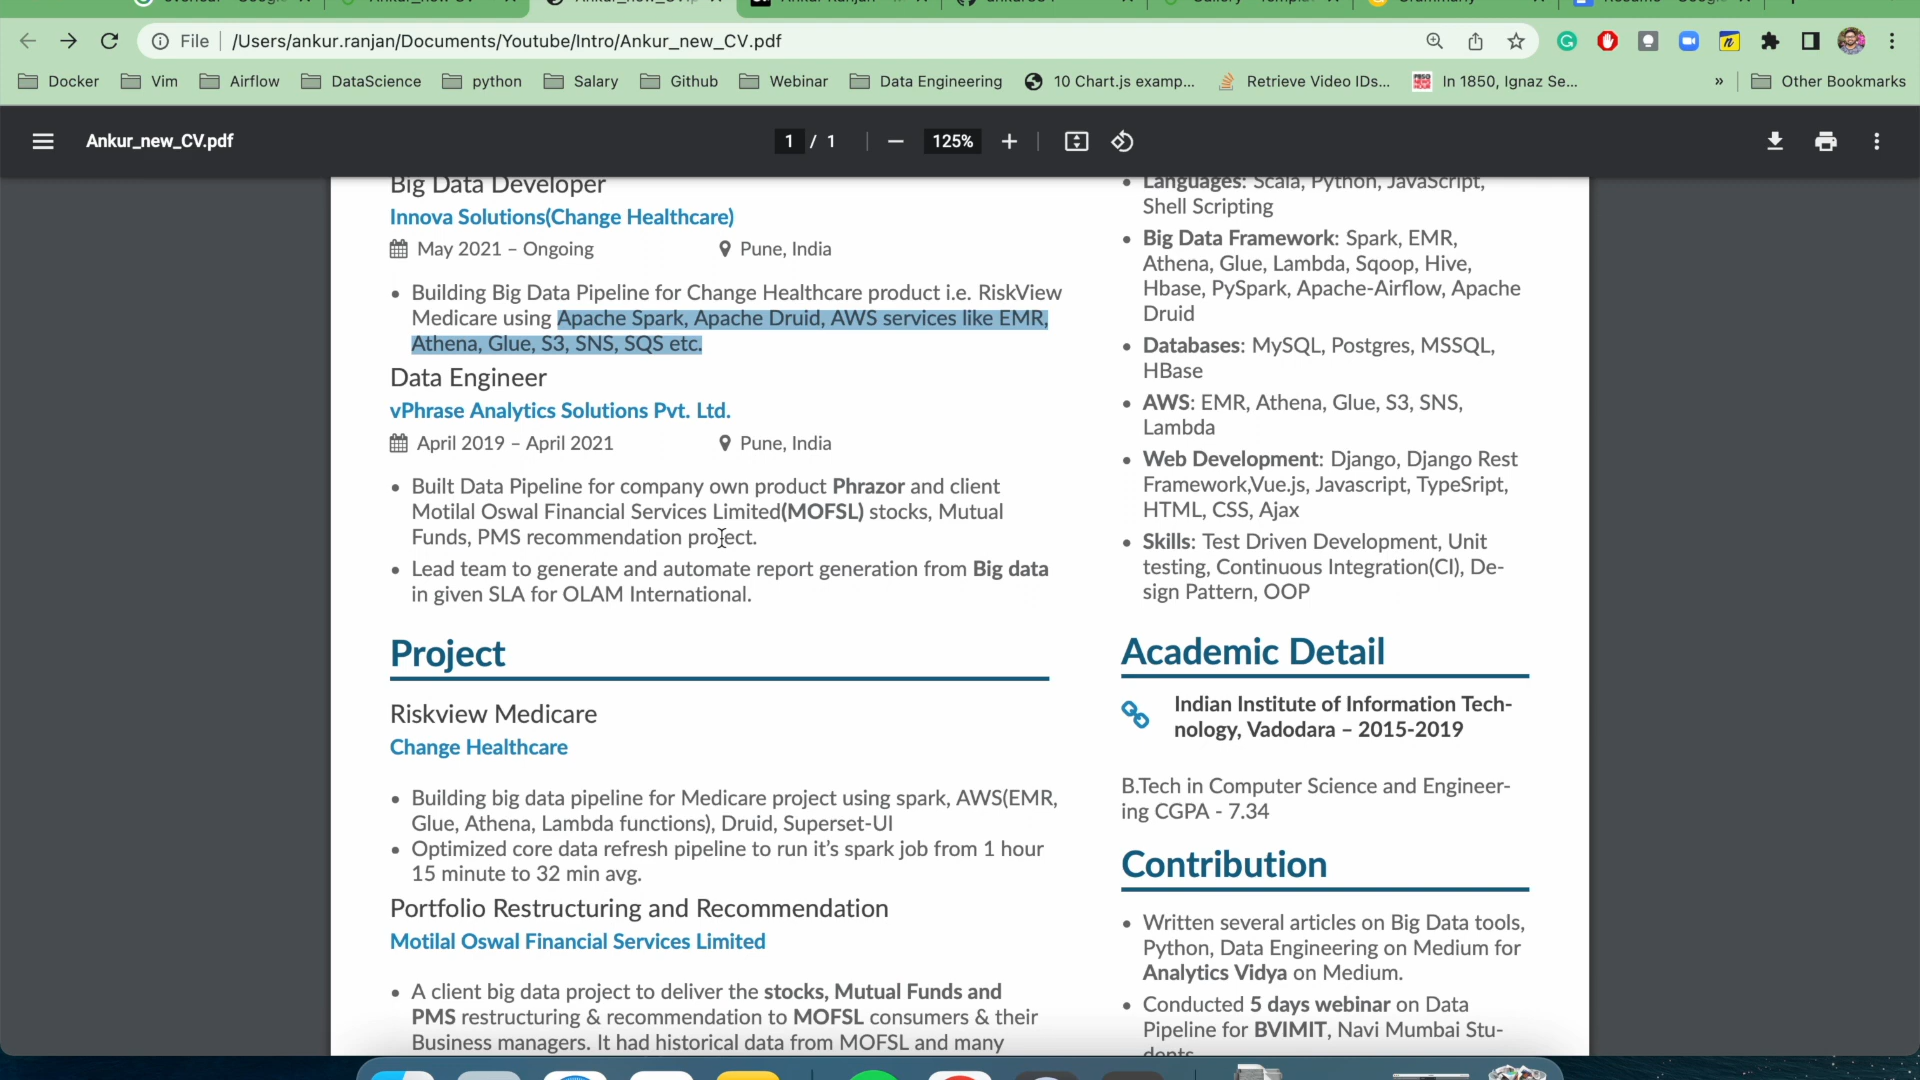 File
/Users/ankur.ranjan/Documents/Youtube/Intro/Ankur_new_CV.pdf
Docker
Vim
Airflow
DataScience
python
Salary
Github
Webinar
Data Engineering
10 Chart.js examp...
Retrieve Video IDs...
In 1850, Ignaz Se...
»
Other Bookmarks
Ankur_new_CV.pdf
1 / 1
125%
Big Data Developer
Innova Solutions(Change Healthcare)
May 2021 – Ongoing
Pune, India
• Building Big Data Pipeline for Change Healthcare product i.e. RiskView
Medicare using Apache Spark, Apache Druid, AWS services like EMR,
Athena, Glue, S3, SNS, SQS etc.
Data Engineer
vPhrase Analytics Solutions Pvt. Ltd.
April 2019 – April 2021
Pune, India
• Built Data Pipeline for company own product Phrazor and client
Motilal Oswal Financial Services Limited(MOFSL) stocks, Mutual
Funds, PMS recommendation project.
• Lead team to generate and automate report generation from Big data
in given SLA for OLAM International.
Project
Riskview Medicare
Change Healthcare
• Building big data pipeline for Medicare project using spark, AWS(EMR,
Glue, Athena, Lambda functions), Druid, Superset-UI
• Optimized core data refresh pipeline to run it's spark job from 1 hour
15 minute to 32 min avg.
Portfolio Restructuring and Recommendation
Motilal Oswal Financial Services Limited
• A client big data project to deliver the stocks, Mutual Funds and
PMS restructuring & recommendation to MOFSL consumers & their
Business managers. It had historical data from MOFSL and many
• Languages: Scala, Python, JavaScript,
Shell Scripting
• Big Data Framework: Spark, EMR,
Athena, Glue, Lambda, Sqoop, Hive,
Hbase, PySpark, Apache-Airflow, Apache
Druid
• Databases: MySQL, Postgres, MSSQL,
HBase
• AWS: EMR, Athena, Glue, S3, SNS,
Lambda
• Web Development: Django, Django Rest
Framework,Vue.js, Javascript, TypeSript,
HTML, CSS, Ajax
• Skills: Test Driven Development, Unit
testing, Continuous Integration(CI), De-
sign Pattern, OOP
Academic Detail
Indian Institute of Information Tech-
nology, Vadodara – 2015-2019
B.Tech in Computer Science and Engineer-
ing CGPA - 7.34
Contribution
• Written several articles on Big Data tools,
Python, Data Engineering on Medium for
Analytics Vidya on Medium.
• Conducted 5 days webinar on Data
Pipeline for BVIMIT, Navi Mumbai Stu-
dents